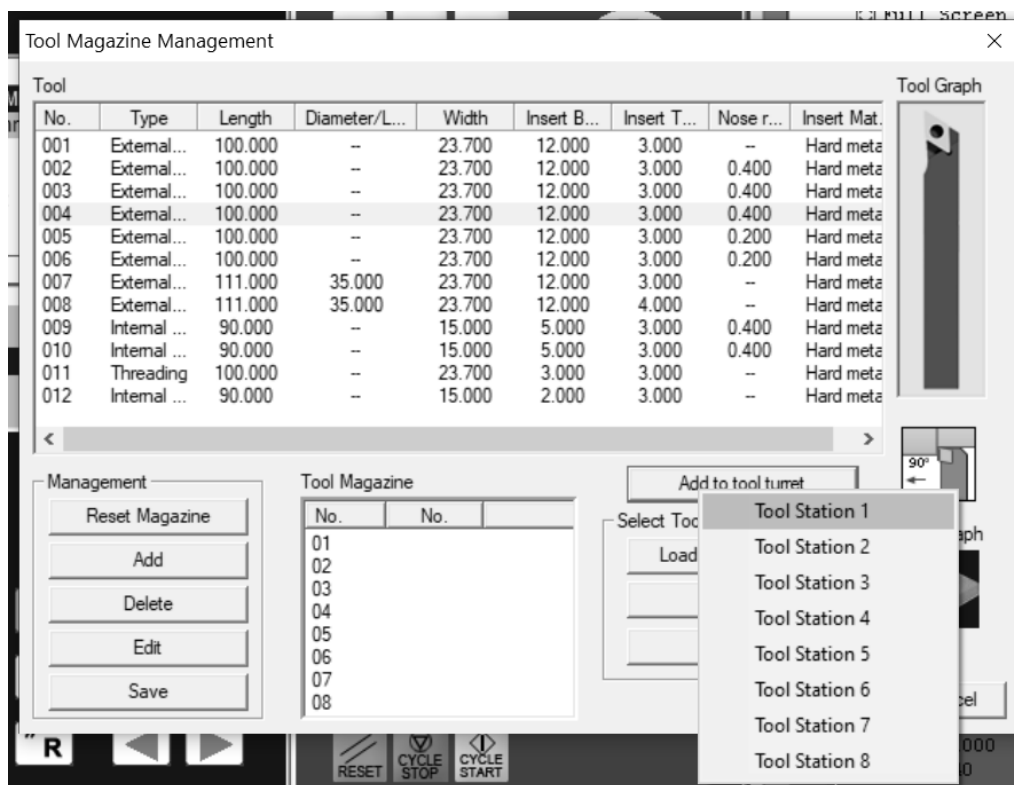 Full Screen
Tool Magazine Management
Tool
Tool Graph
No. Type Length Diameter/L... Width Insert B... Insert T... Nose r... Insert Mat.
001 External... 100.000 -- 23.700 12.000 3.000 -- Hard meta
002 External... 100.000 -- 23.700 12.000 3.000 0.400 Hard meta
003 External... 100.000 -- 23.700 12.000 3.000 0.400 Hard meta
004 External... 100.000 -- 23.700 12.000 3.000 0.400 Hard meta
005 External... 100.000 -- 23.700 12.000 3.000 0.200 Hard meta
006 External... 100.000 -- 23.700 12.000 3.000 0.200 Hard meta
007 External... 111.000 35.000 23.700 12.000 3.000 -- Hard meta
008 External... 111.000 35.000 23.700 12.000 4.000 -- Hard meta
009 Internal ... 90.000 -- 15.000 5.000 3.000 0.400 Hard meta
010 Internal ... 90.000 -- 15.000 5.000 3.000 0.400 Hard meta
011 Threading 100.000 -- 23.700 3.000 3.000 -- Hard meta
012 Internal ... 90.000 -- 15.000 2.000 3.000 -- Hard meta
90°
Management
Reset Magazine
Add
Delete
Edit
Save
Tool Magazine
No. No.
01
02
03
04
05
06
07
08
Add to tool turret
Select Too
Load
aph
cel
Tool Station 1
Tool Station 2
Tool Station 3
Tool Station 4
Tool Station 5
Tool Station 6
Tool Station 7
Tool Station 8
" R
RESET
CYCLE STOP
CYCLE START
000
0